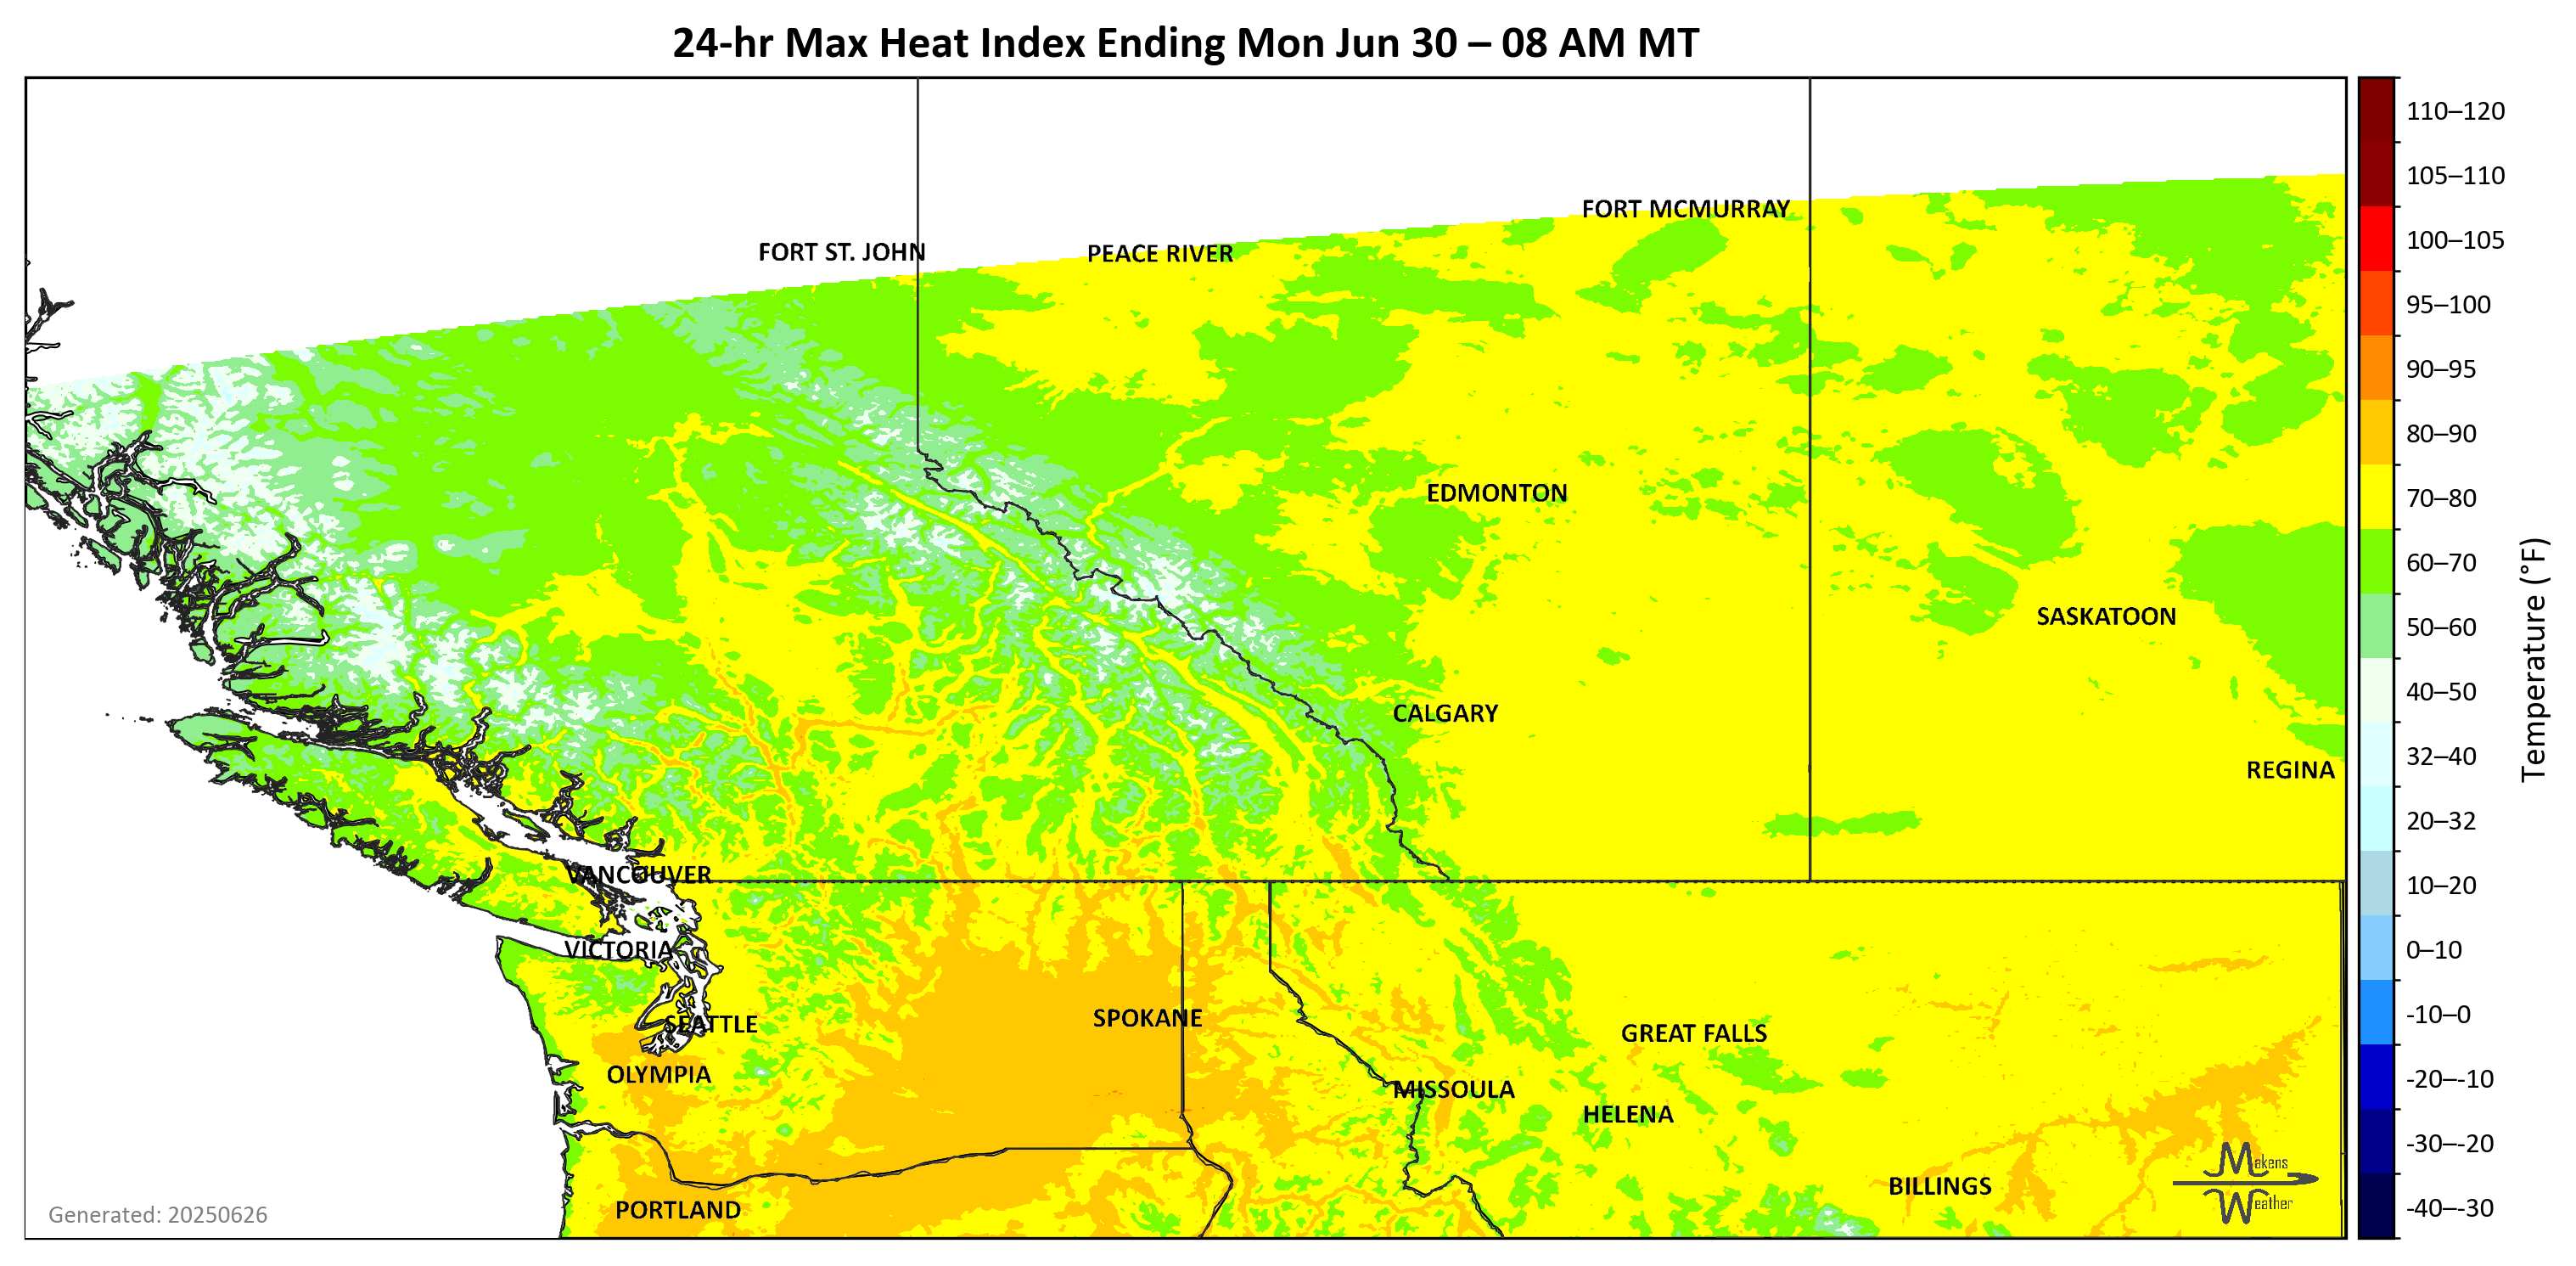 24-hr Max Heat Index Ending Mon Jun 30 – 08 AM MT
110–120
105–110
100–105
95–100
90–95
80–90
70–80
60–70
50–60
40–50
32–40
20–32
10–20
0–10
-10–0
-20–-10
-30–-20
-40–-30
Temperature (°F)
FORT MCMURRAY
FORT ST. JOHN
PEACE RIVER
EDMONTON
SASKATOON
CALGARY
REGINA
VANCOUVER
VICTORIA
SEATTLE
SPOKANE
GREAT FALLS
OLYMPIA
MISSOULA
HELENA
BILLINGS
PORTLAND
Makens
Weather
Generated: 20250626